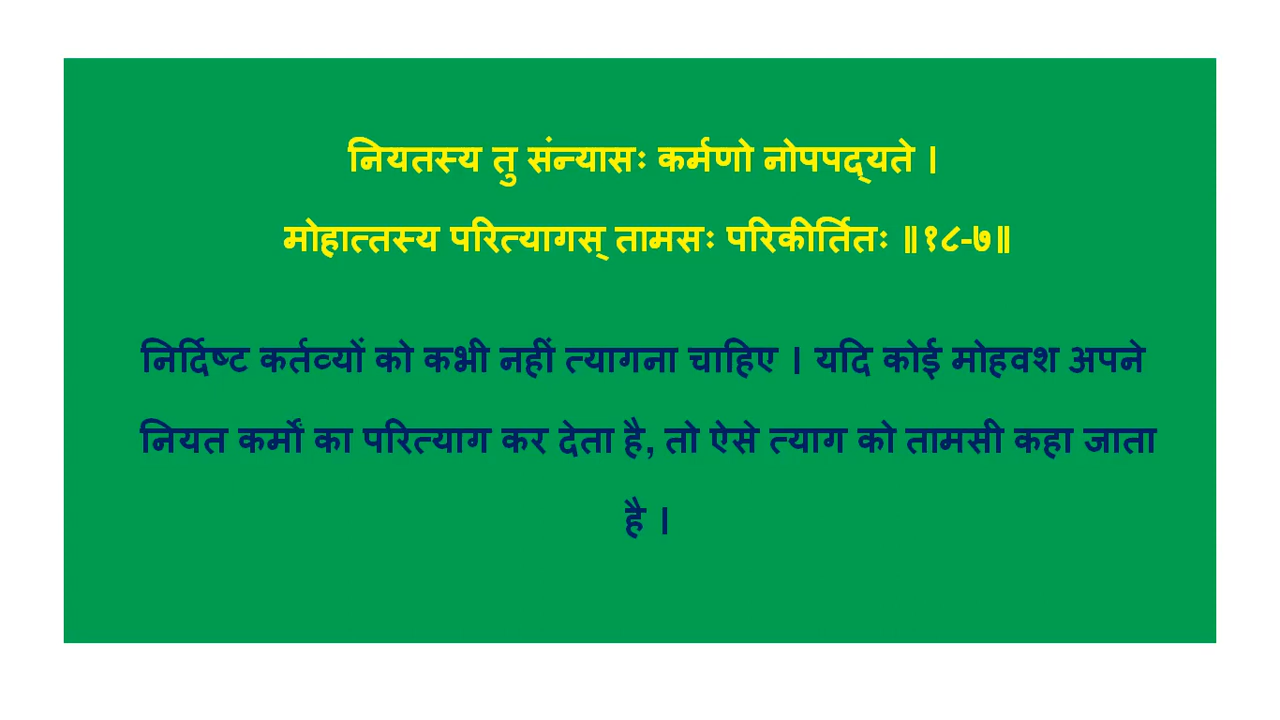 नियतस्य तु संन्यासः कर्मणो नोपपद्यते ।
मोहात्तस्य परित्यागस् तामसः परिकीर्तितः ॥१८-७॥
निर्दिष्ट कर्तव्यों को कभी नहीं त्यागना चाहिए । यदि कोई मोहवश अपने
नियत कर्मों का परित्याग कर देता है, तो ऐसे त्याग को तामसी कहा जाता
है ।